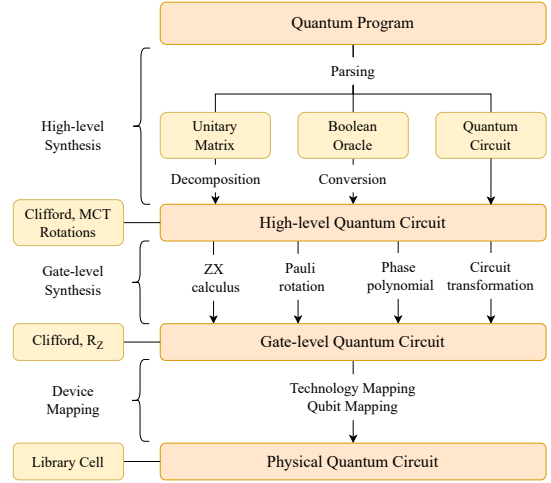 Quantum Program
Parsing
High-level
Synthesis
Unitary
Matrix
Boolean
Oracle
Quantum
Circuit
Decomposition
Conversion
Clifford, MCT
Rotations
High-level Quantum Circuit
Gate-level
Synthesis
ZX
calculus
Pauli
rotation
Phase
polynomial
Circuit
transformation
Clifford, R_Z
Gate-level Quantum Circuit
Device
Mapping
Technology Mapping
Qubit Mapping
Library Cell
Physical Quantum Circuit